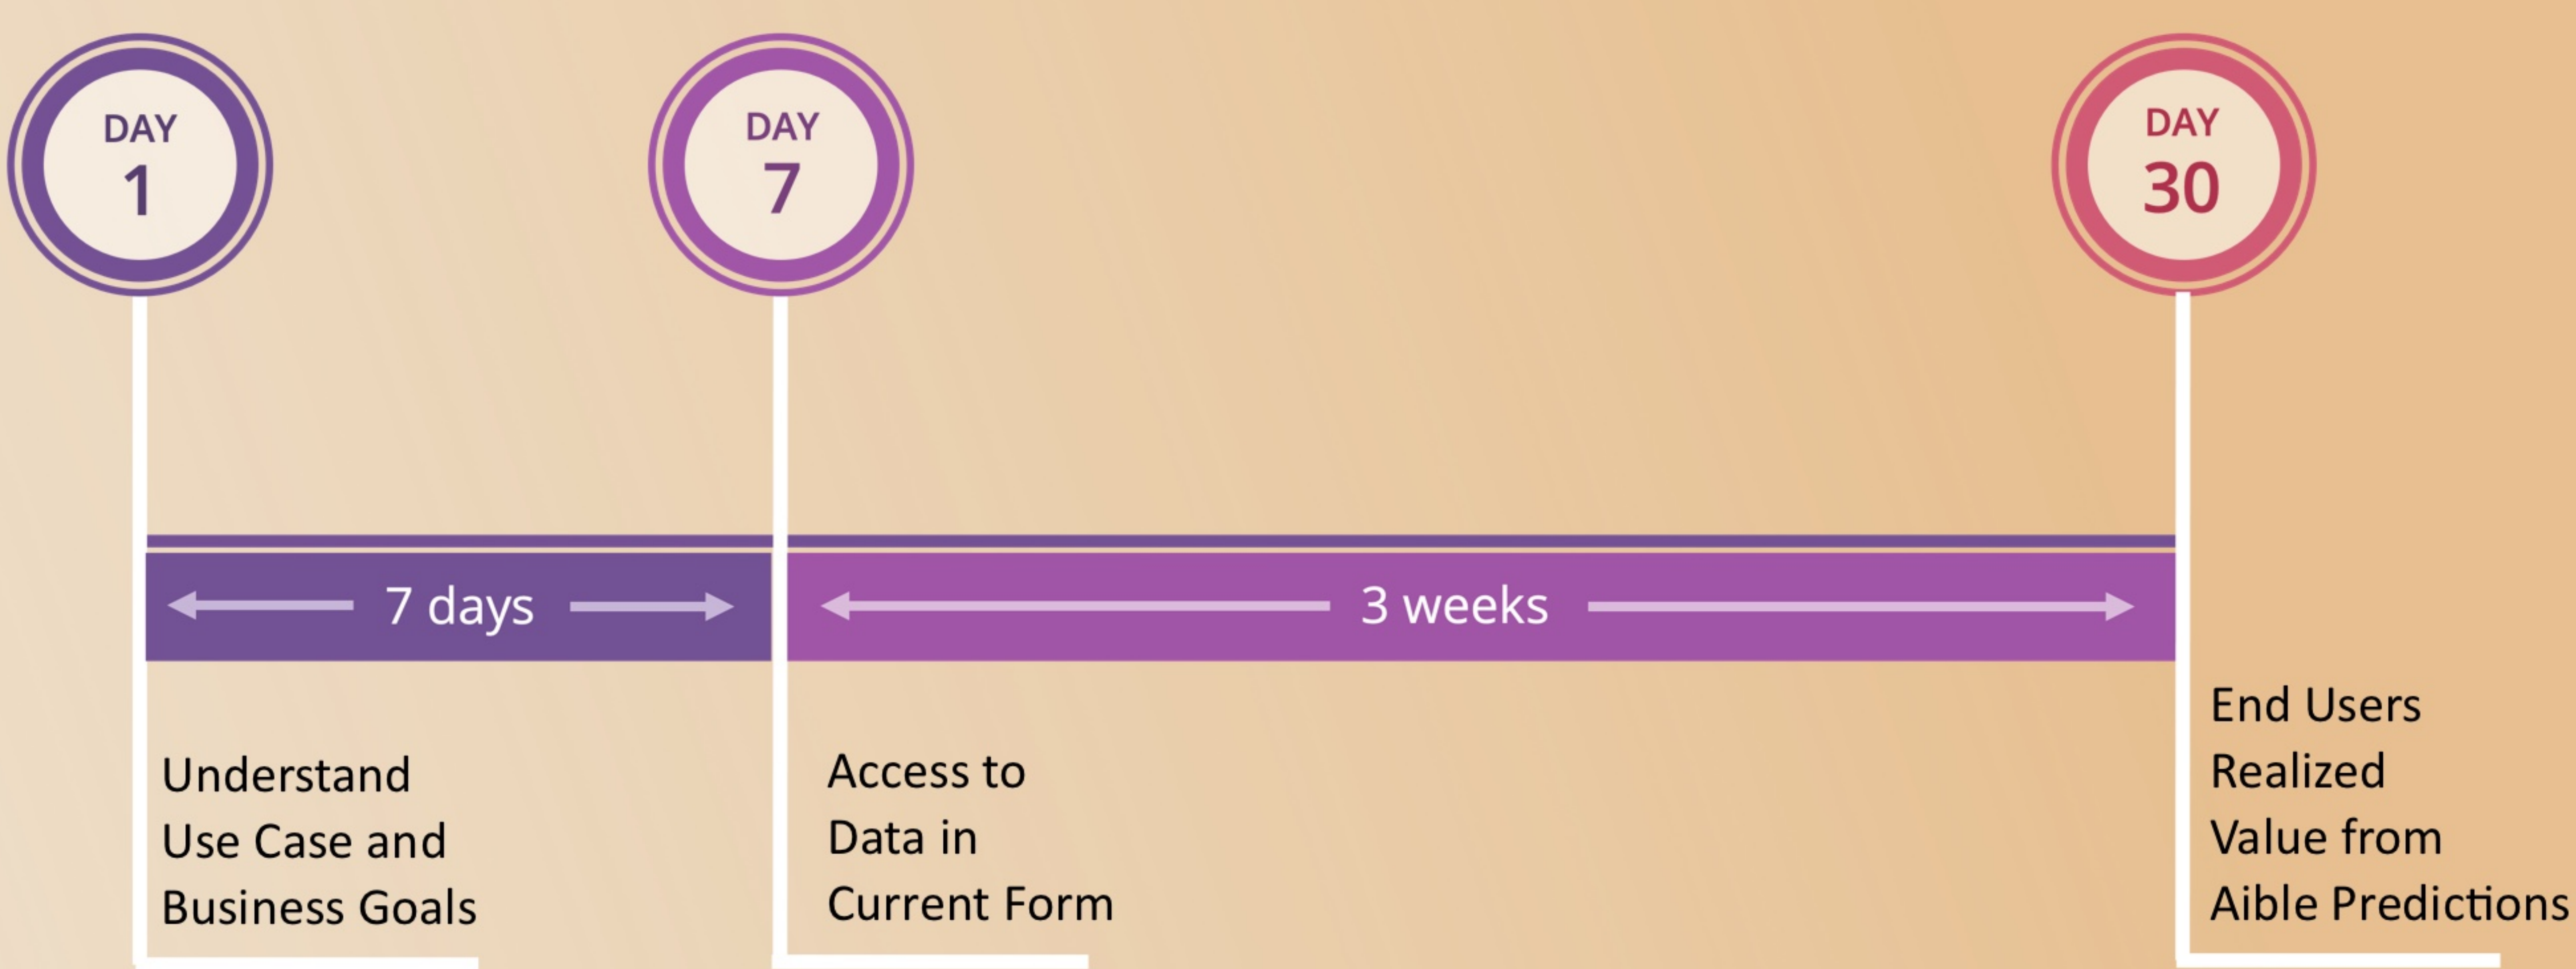 DAY
1
DAY
7
DAY
30
7 days
3 weeks
Understand
Use Case and
Business Goals
Access to
Data in
Current Form
End Users
Realized
Value from
Aible Predictions